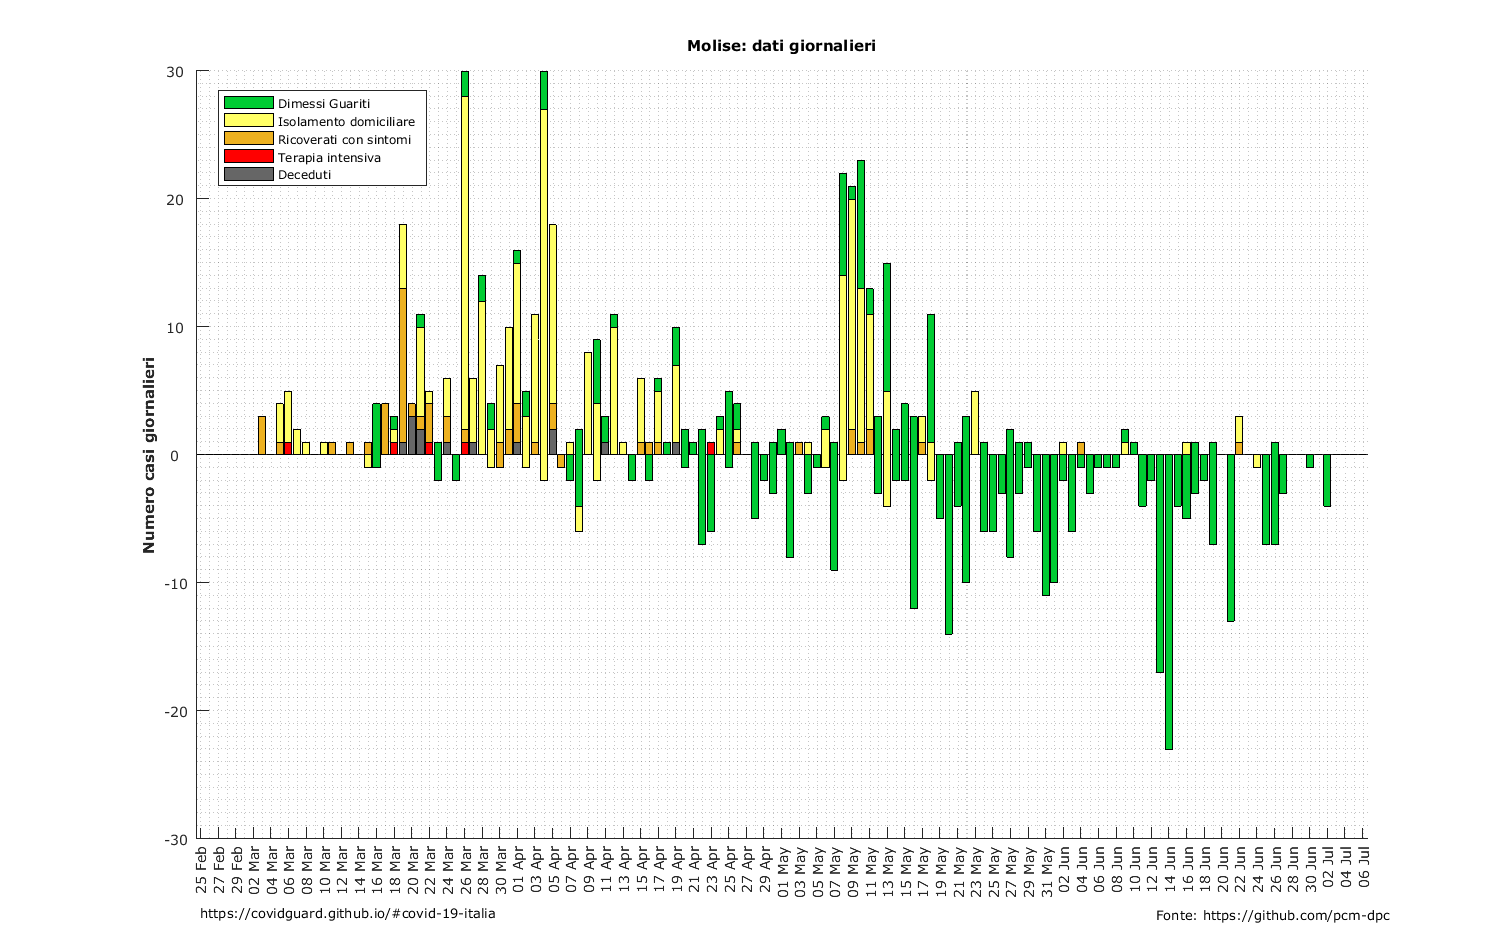 Molise: dati giornalieri
Numero casi giornalieri
30
20
10
0
-10
-20
-30
Dimessi Guariti
Isolamento domiciliare
Ricoverati con sintomi
Terapia intensiva
Deceduti
25 Feb
27 Feb
29 Feb
02 Mar
04 Mar
06 Mar
08 Mar
10 Mar
12 Mar
14 Mar
16 Mar
18 Mar
20 Mar
22 Mar
24 Mar
26 Mar
28 Mar
30 Mar
01 Apr
03 Apr
05 Apr
07 Apr
09 Apr
11 Apr
13 Apr
15 Apr
17 Apr
19 Apr
21 Apr
23 Apr
25 Apr
27 Apr
29 Apr
01 May
03 May
05 May
07 May
09 May
11 May
13 May
15 May
17 May
19 May
21 May
23 May
25 May
27 May
29 May
31 May
02 Jun
04 Jun
06 Jun
08 Jun
10 Jun
12 Jun
14 Jun
16 Jun
18 Jun
20 Jun
22 Jun
24 Jun
26 Jun
28 Jun
30 Jun
02 Jul
04 Jul
06 Jul
https://covidguard.github.io/#covid-19-italia
Fonte: https://github.com/pcm-dpc